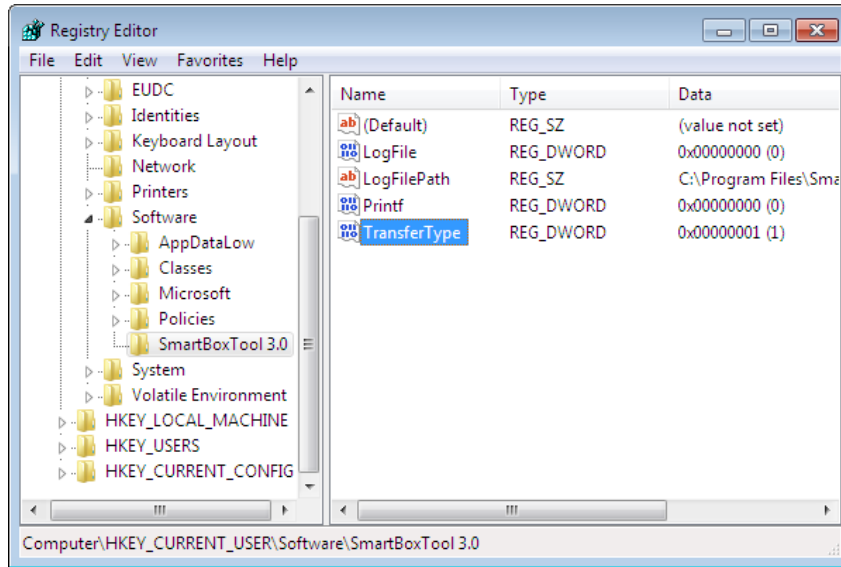 Registry Editor
File Edit View Favorites Help
EUDC
Identities
Keyboard Layout
Network
Printers
Software
AppDataLow
Classes
Microsoft
Policies
SmartBoxTool 3.0
System
Volatile Environment
HKEY_LOCAL_MACHINE
HKEY_USERS
HKEY_CURRENT_CONFIG
Name Type Data
ab (Default) REG_SZ (value not set)
LogFile REG_DWORD 0x00000000 (0)
ab LogFilePath REG_SZ C:\Program Files\Sma
Printf REG_DWORD 0x00000000 (0)
TransferType REG_DWORD 0x00000001 (1)
Computer\HKEY_CURRENT_USER\Software\SmartBoxTool 3.0